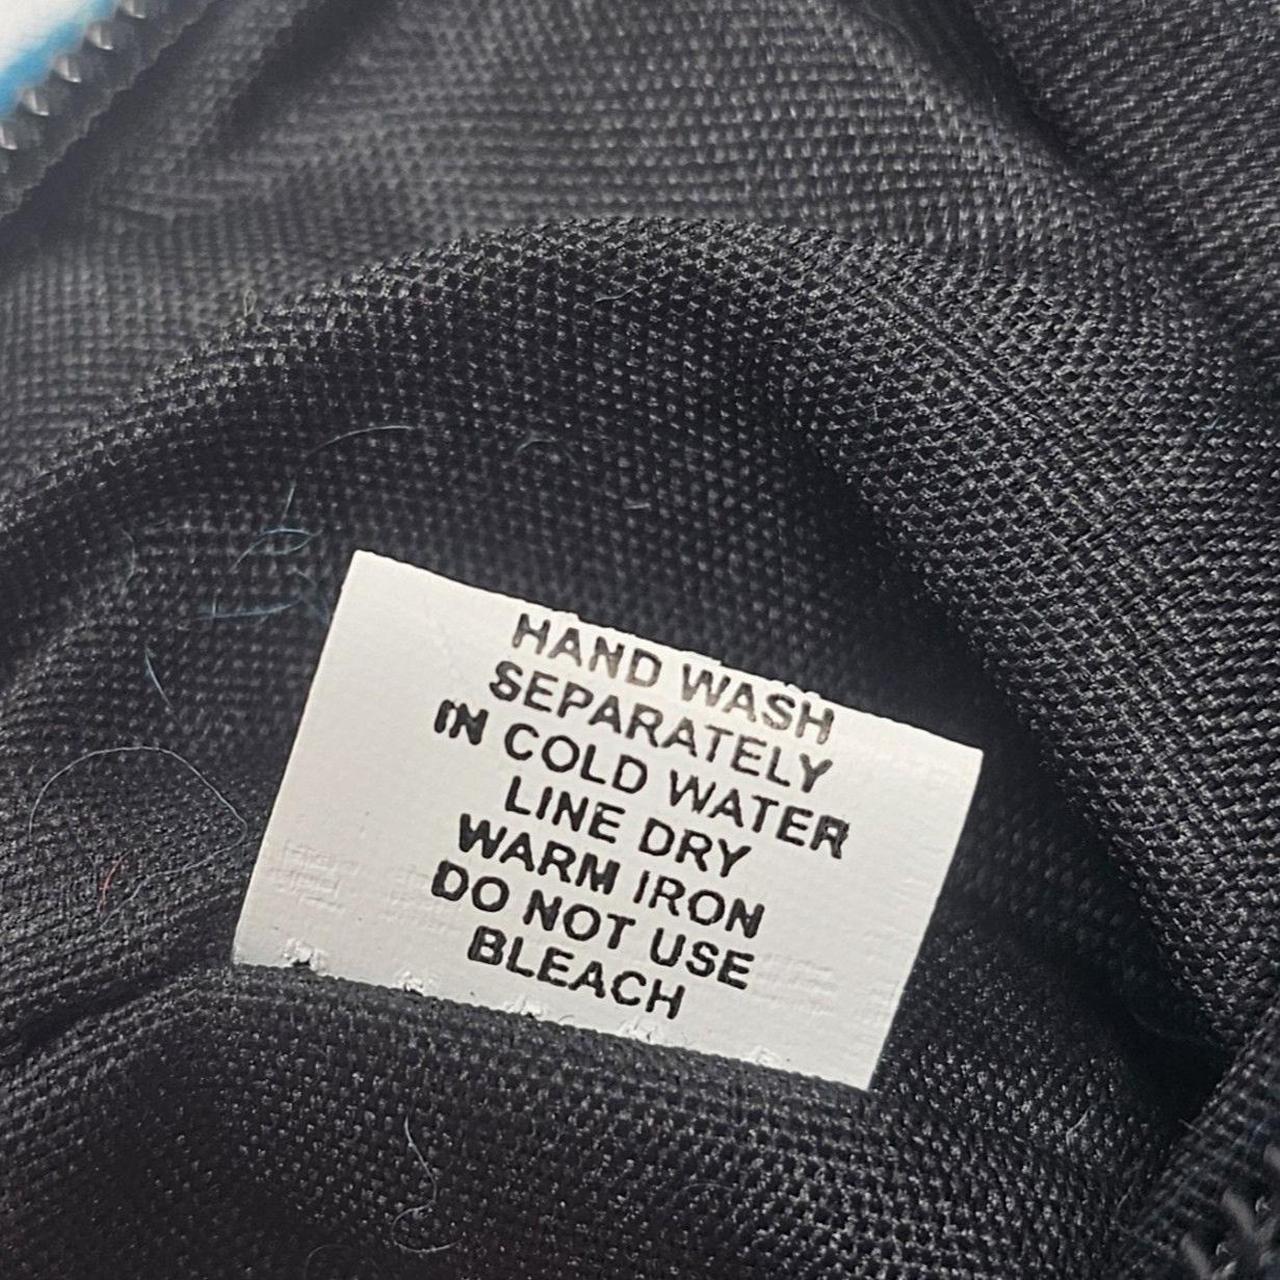 HAND WASH
SEPARATELY
IN COLD WATER
LINE DRY
WARM IRON
DO NOT USE
BLEACH